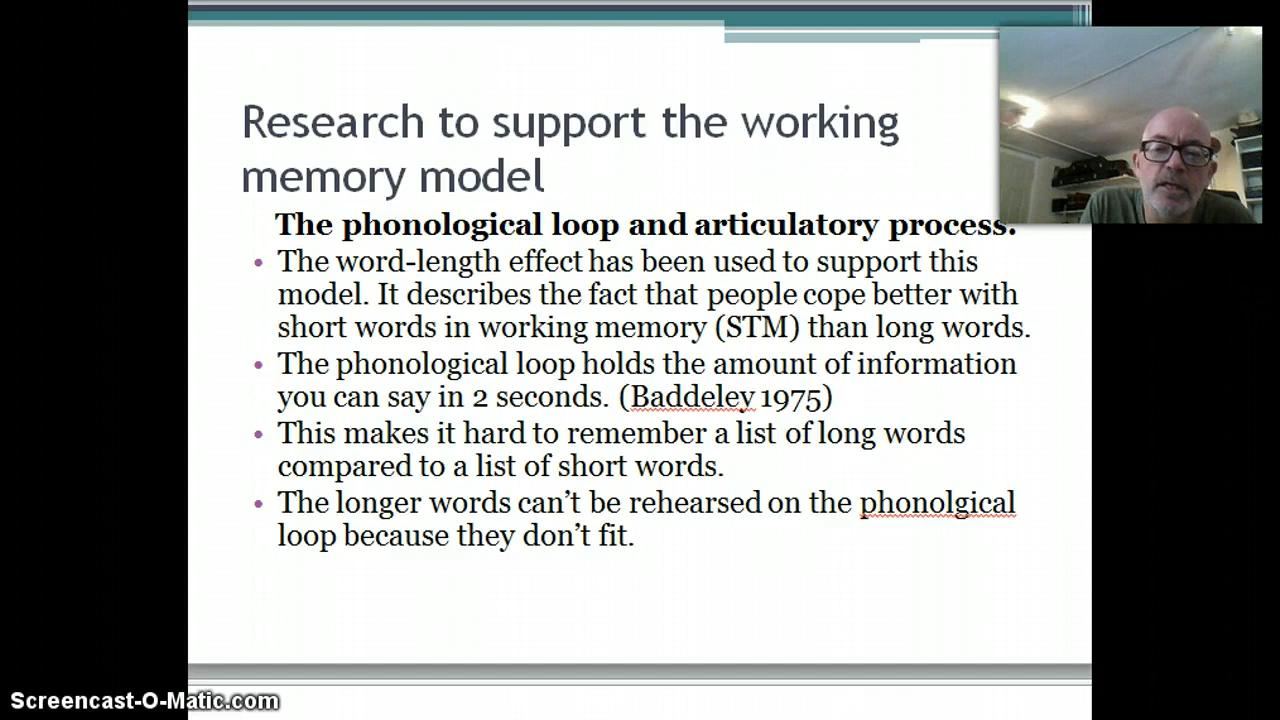 Research to support the working
memory model
The phonological loop and articulatory process.
• The word-length effect has been used to support this
model. It describes the fact that people cope better with
short words in working memory (STM) than long words.
• The phonological loop holds the amount of information
you can say in 2 seconds. (Baddeley 1975)
• This makes it hard to remember a list of long words
compared to a list of short words.
• The longer words can't be rehearsed on the phonolgical
loop because they don't fit.
Screencast-O-Matic.com